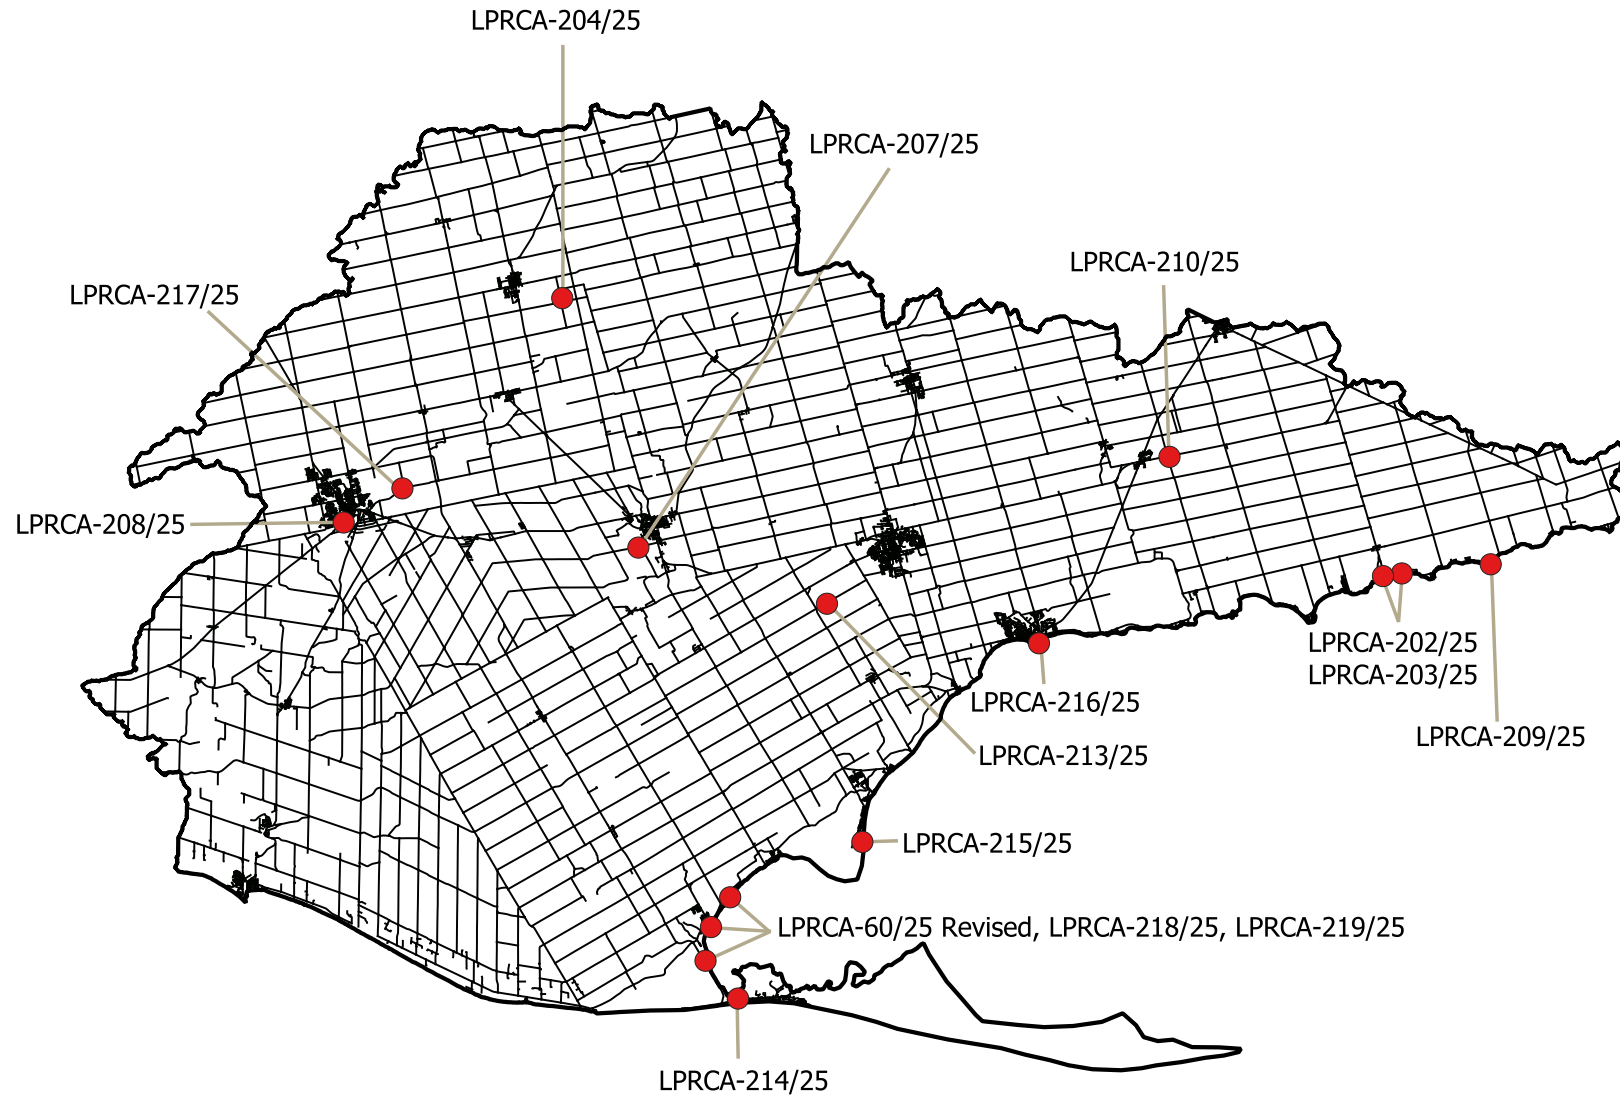 LPRCA-204/25
LPRCA-207/25
LPRCA-210/25
LPRCA-217/25
LPRCA-208/25
LPRCA-202/25
LPRCA-203/25
LPRCA-216/25
LPRCA-209/25
LPRCA-213/25
LPRCA-215/25
LPRCA-60/25 Revised, LPRCA-218/25, LPRCA-219/25
LPRCA-214/25